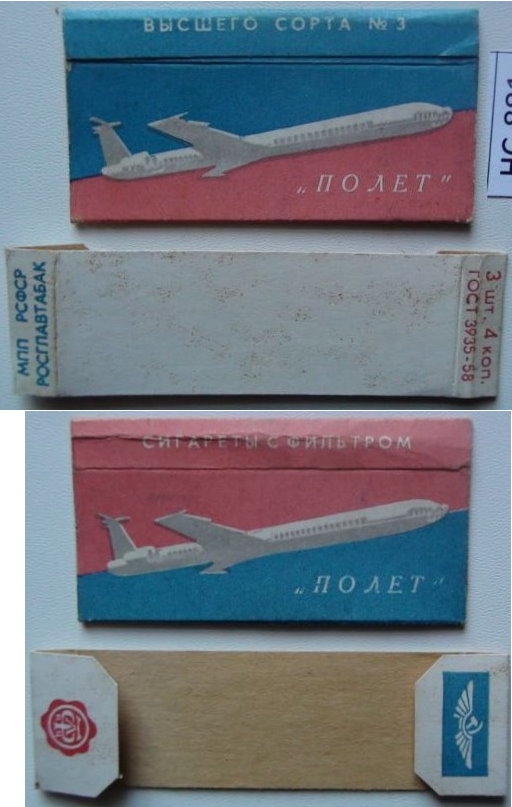 ВЫСШЕГО СОРТА № 3
„ПОЛЕТ"
МПП РСФСР
РОСГЛАВТАБАК
3 шт. 4 коп.
ГОСТ 3935-58
СИГАРЕТЫ С ФИЛЬТРОМ
„ПОЛЕТ"